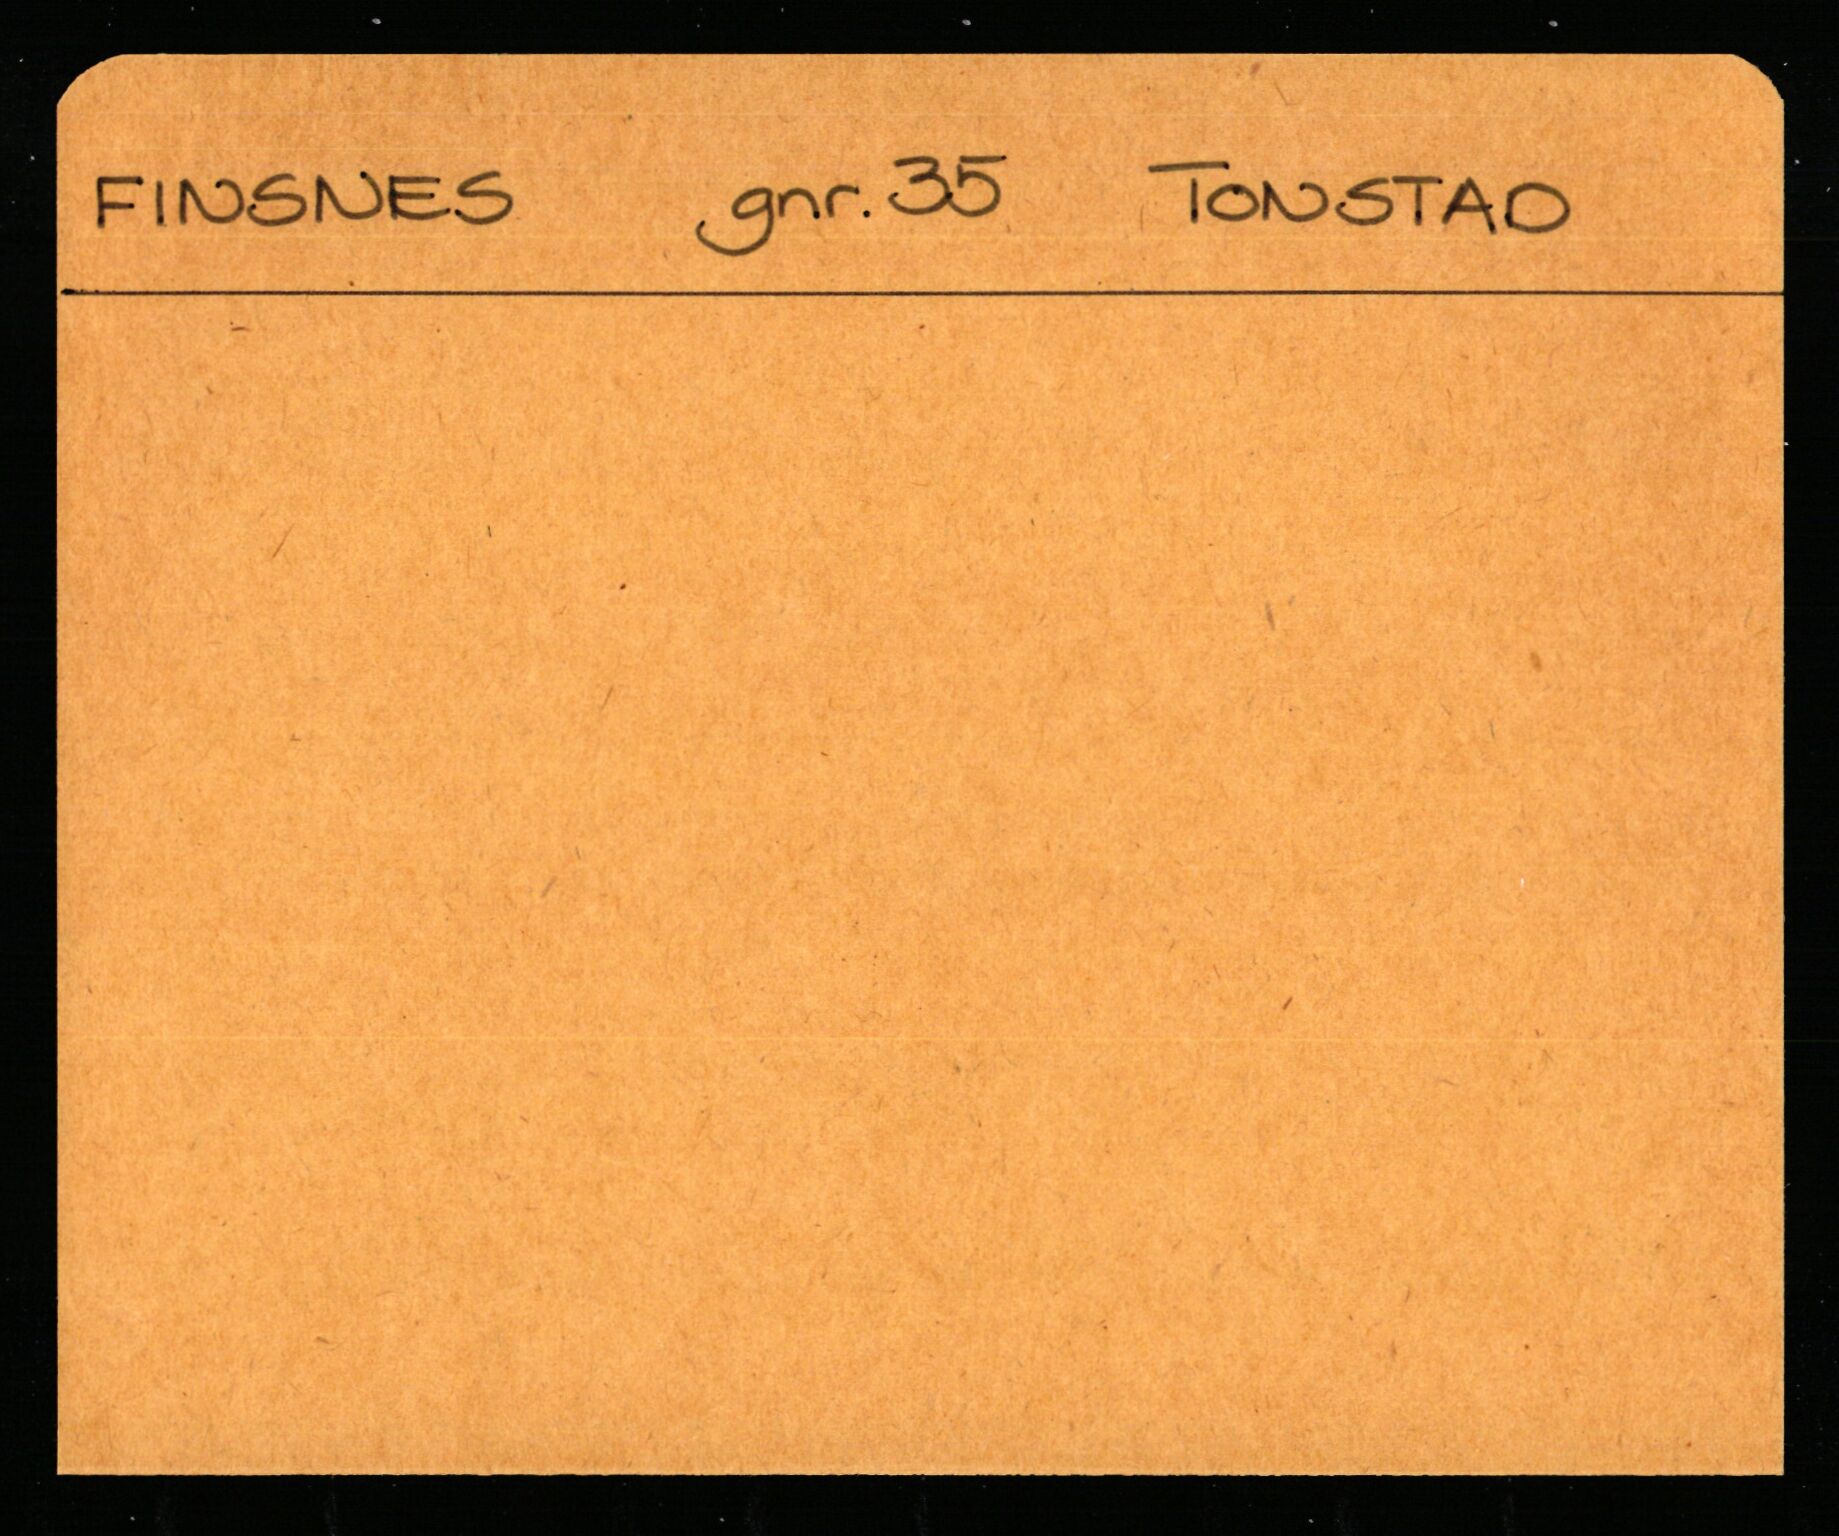 FINSNES gnr. 35 TONSTAD